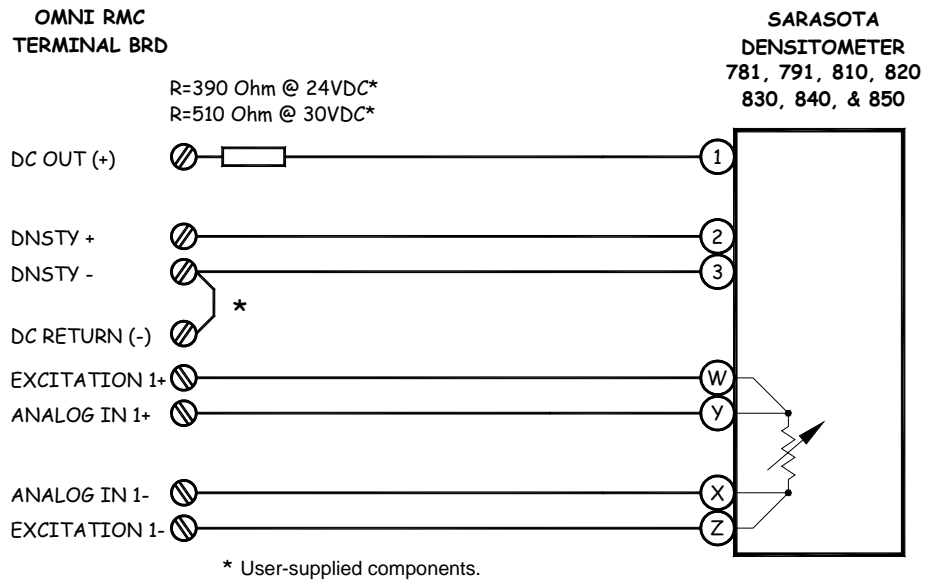 OMNI RMC
TERMINAL BRD
SARASOTA
DENSITOMETER
781, 791, 810, 820
830, 840, & 850
R=390 Ohm @ 24VDC*
R=510 Ohm @ 30VDC*
DC OUT (+)
1
DNSTY +
2
DNSTY -
3
*
DC RETURN (-)
EXCITATION 1+
W
ANALOG IN 1+
Y
ANALOG IN 1-
X
EXCITATION 1-
Z
* User-supplied components.